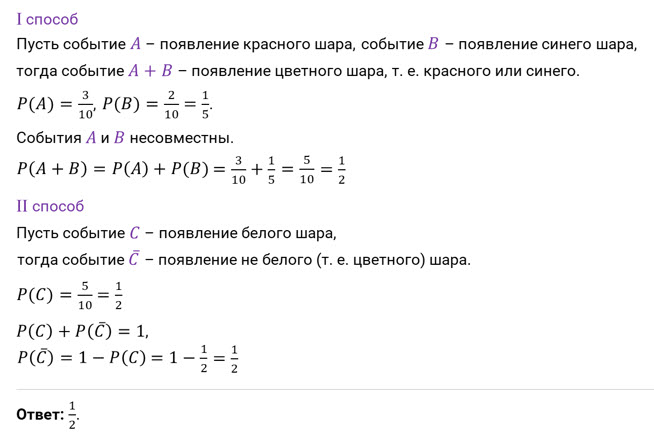 I способ
Пусть событие A – появление красного шара, событие B – появление синего шара,
тогда событие A + B – появление цветного шара, т. е. красного или синего.
P(A) = 3/10, P(B) = 2/10 = 1/5.
События A и B несовместны.
P(A + B) = P(A) + P(B) = 3/10 + 1/5 = 5/10 = 1/2
II способ
Пусть событие C – появление белого шара,
тогда событие C̄ – появление не белого (т. е. цветного) шара.
P(C) = 5/10 = 1/2
P(C) + P(C̄) = 1,
P(C̄) = 1 − P(C) = 1 − 1/2 = 1/2
Ответ: 1/2.